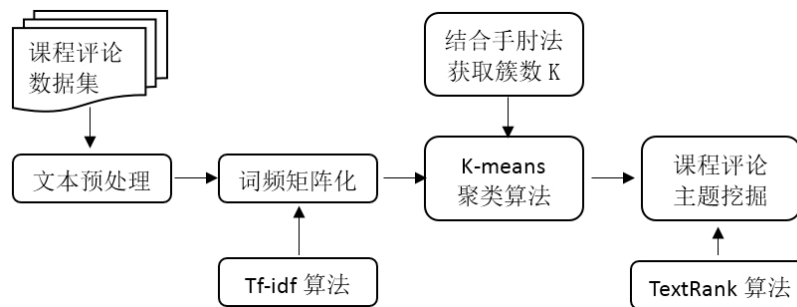 课程评论
数据集
结合手肘法
获取簇数 K
文本预处理
词频矩阵化
K-means
聚类算法
课程评论
主题挖掘
Tf-idf 算法
TextRank 算法